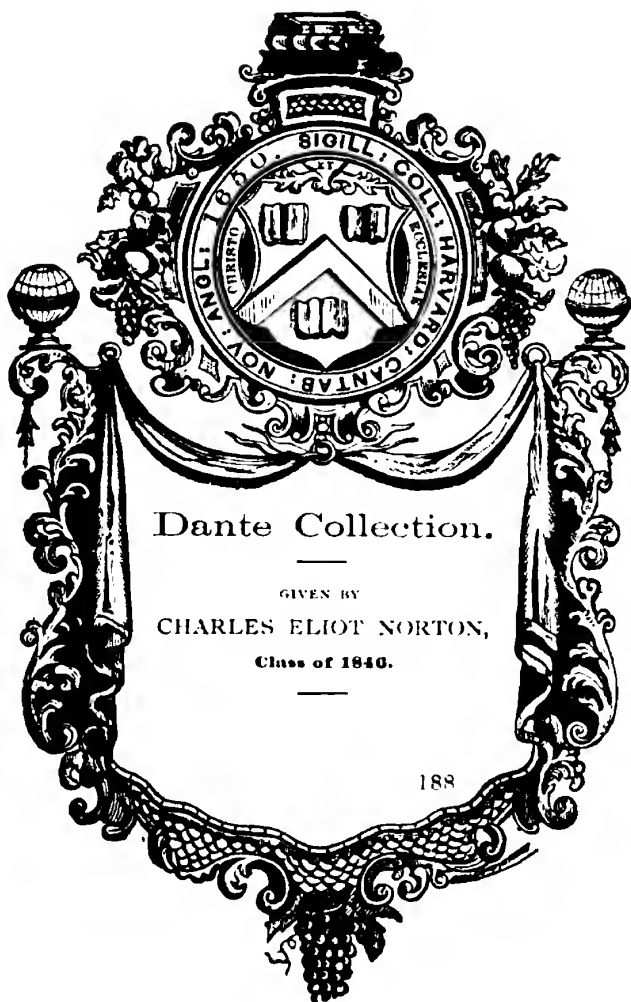 SIGILL: COLL: HARVARD: CANTAB: NOV: ANGL: 1650.
ET
CHRISTO
ECCLESIAE
Dante Collection.
GIVEN BY
CHARLES ELIOT NORTON,
Class of 1846.
188